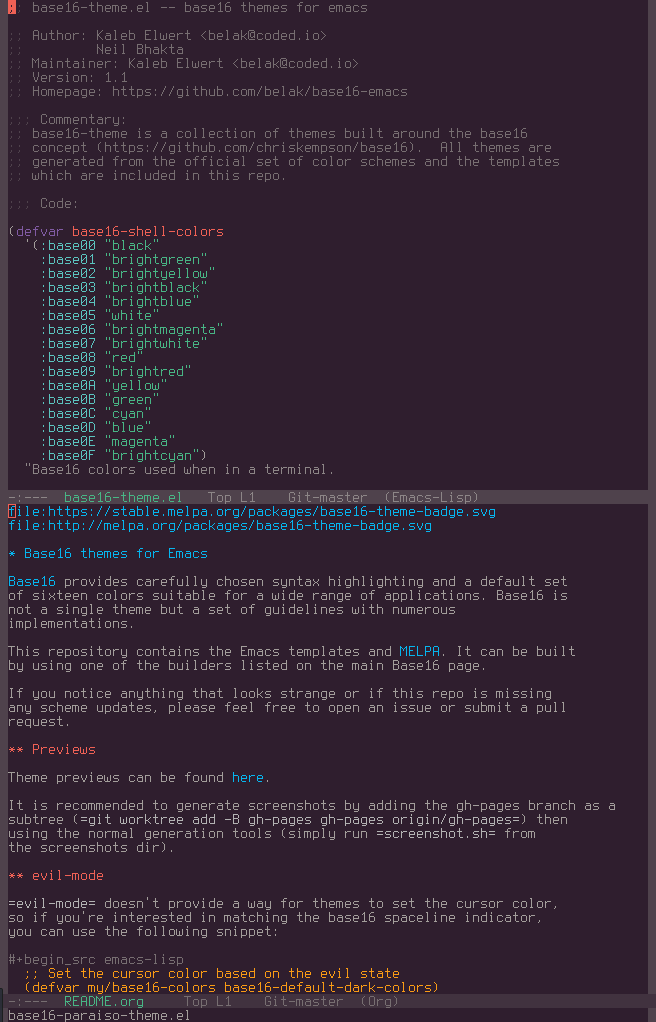 ;; base16-theme.el -- base16 themes for emacs
;; Author: Kaleb Elwert <belak@coded.io>
;;         Neil Bhakta
;; Maintainer: Kaleb Elwert <belak@coded.io>
;; Version: 1.1
;; Homepage: https://github.com/belak/base16-emacs
;;; Commentary:
;; base16-theme is a collection of themes built around the base16
;; concept (https://github.com/chriskempson/base16).  All themes are
;; generated from the official set of color schemes and the templates
;; which are included in this repo.
;;; Code:
(defvar base16-shell-colors
  '(:base00 "black"
    :base01 "brightgreen"
    :base02 "brightyellow"
    :base03 "brightblack"
    :base04 "brightblue"
    :base05 "white"
    :base06 "brightmagenta"
    :base07 "brightwhite"
    :base08 "red"
    :base09 "brightred"
    :base0A "yellow"
    :base0B "green"
    :base0C "cyan"
    :base0D "blue"
    :base0E "magenta"
    :base0F "brightcyan")
  "Base16 colors used when in a terminal.
-:---  base16-theme.el   Top L1    Git-master  (Emacs-Lisp)
file:https://stable.melpa.org/packages/base16-theme-badge.svg
file:http://melpa.org/packages/base16-theme-badge.svg
* Base16 themes for Emacs
Base16 provides carefully chosen syntax highlighting and a default set
of sixteen colors suitable for a wide range of applications. Base16 is
not a single theme but a set of guidelines with numerous
implementations.
This repository contains the Emacs templates and MELPA. It can be built
by using one of the builders listed on the main Base16 page.
If you notice anything that looks strange or if this repo is missing
any scheme updates, please feel free to open an issue or submit a pull
request.
** Previews
Theme previews can be found here.
It is recommended to generate screenshots by adding the gh-pages branch as a
subtree (=git worktree add -B gh-pages gh-pages origin/gh-pages=) then
using the normal generation tools (simply run =screenshot.sh= from
the screenshots dir).
** evil-mode
=evil-mode= doesn't provide a way for themes to set the cursor color,
so if you're interested in matching the base16 spaceline indicator,
you can use the following snippet:
#+begin_src emacs-lisp
  ;; Set the cursor color based on the evil state
  (defvar my/base16-colors base16-default-dark-colors)
-:---  README.org     Top L1    Git-master  (Org)
base16-paraiso-theme.el